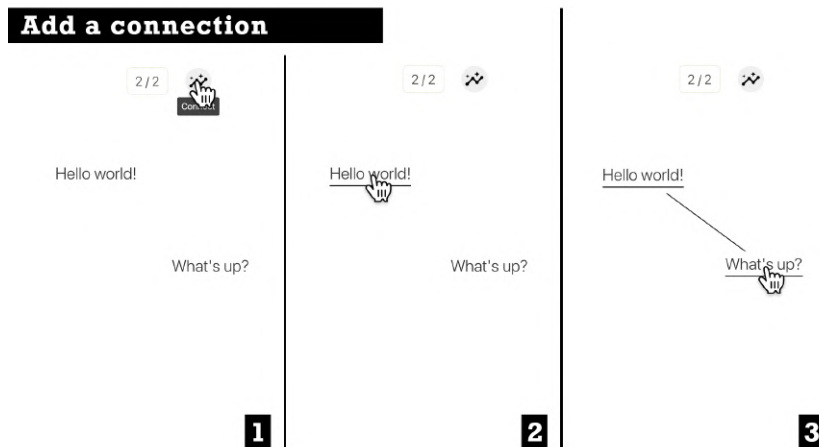 Add a connection
2/2
Connect
Hello world!
What's up?
1
2/2
Hello world!
What's up?
2
2/2
Hello world!
What's up?
3